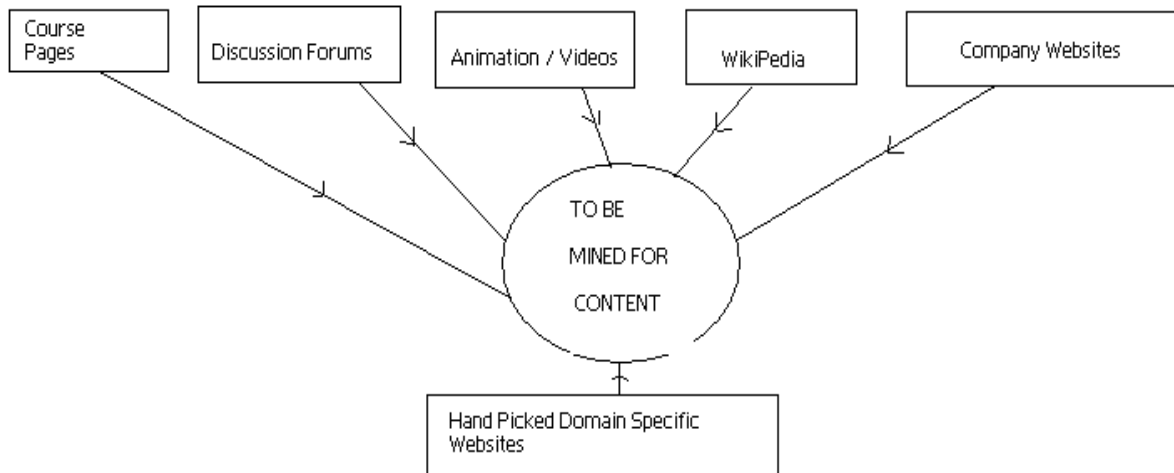 Course
Pages
Discussion Forums
Animation / Videos
WikiPedia
Company Websites
TO BE
MINED FOR
CONTENT
Hand Picked Domain Specific
Websites